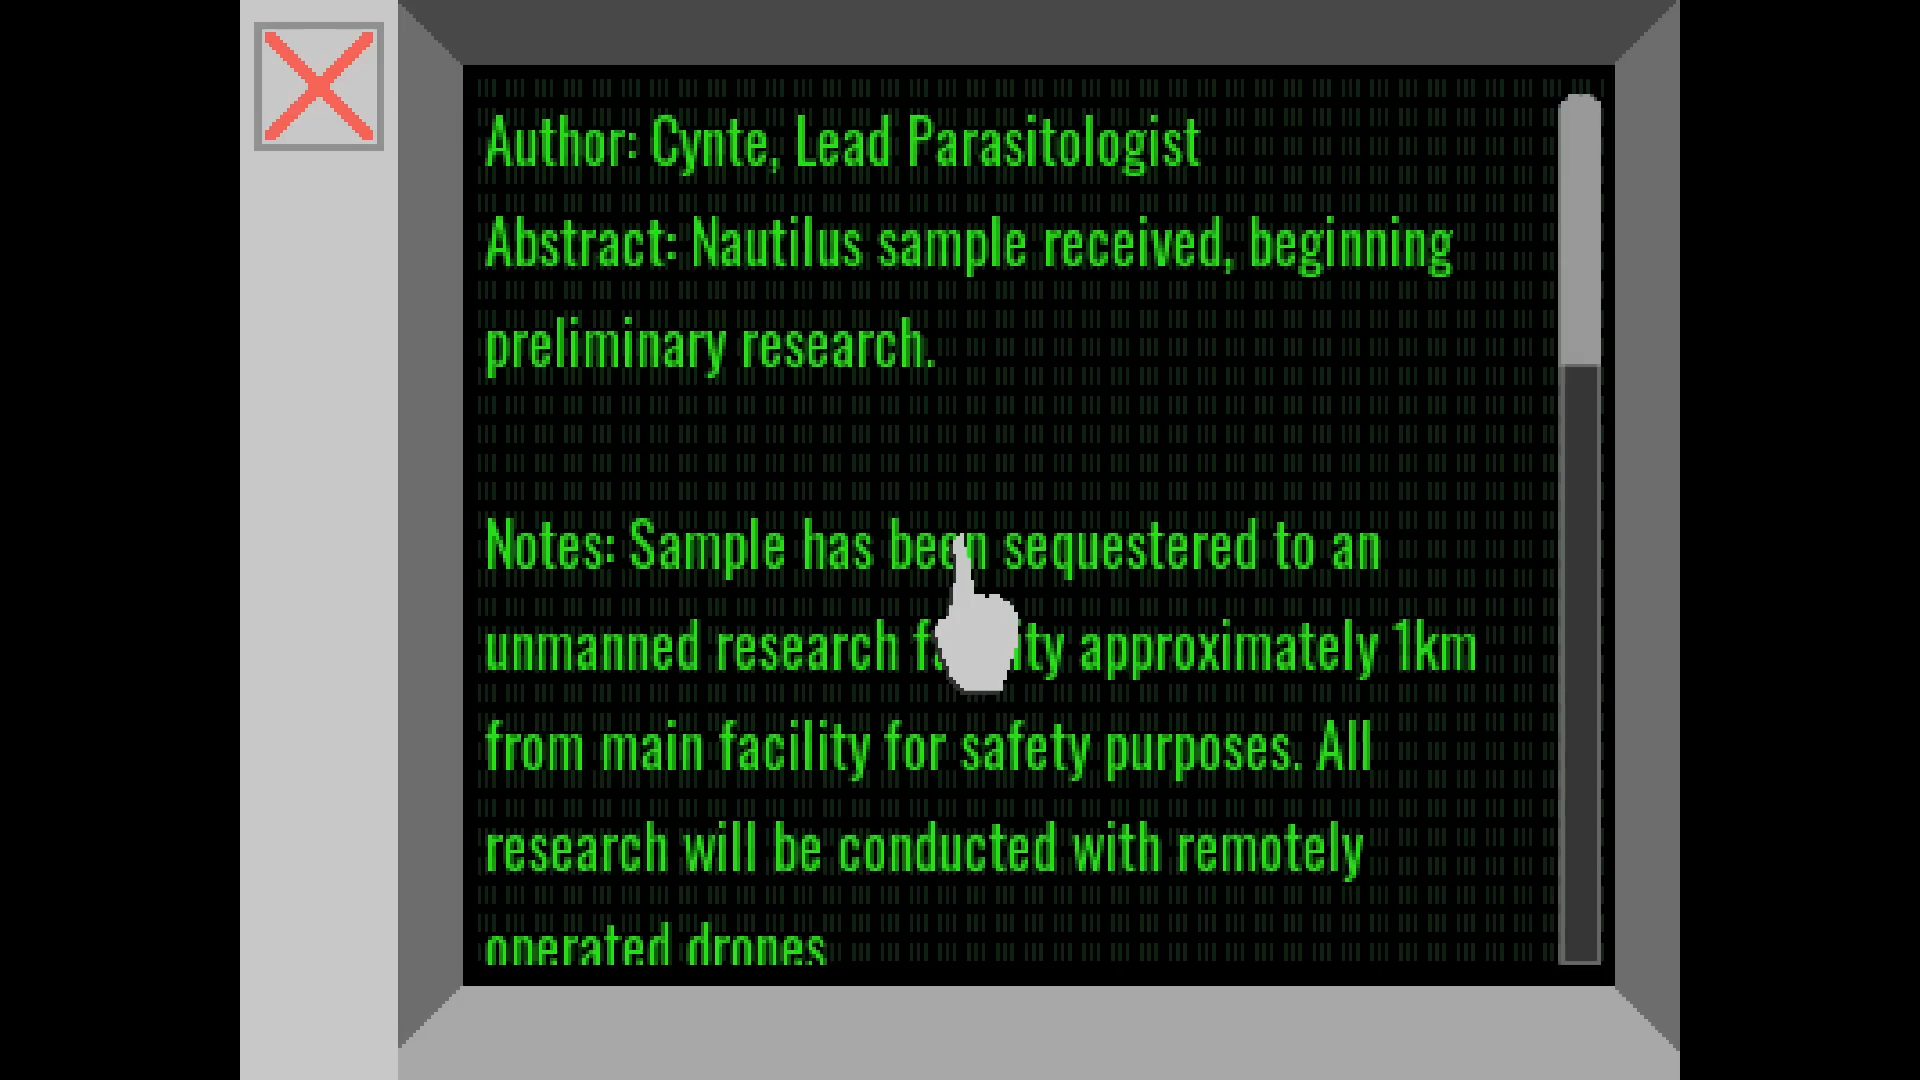 Author: Cynte, Lead Parasitologist
Abstract: Nautilus sample received, beginning
preliminary research.
Notes: Sample has been sequestered to an
unmanned research facility approximately 1km
from main facility for safety purposes. All
research will be conducted with remotely
operated drones